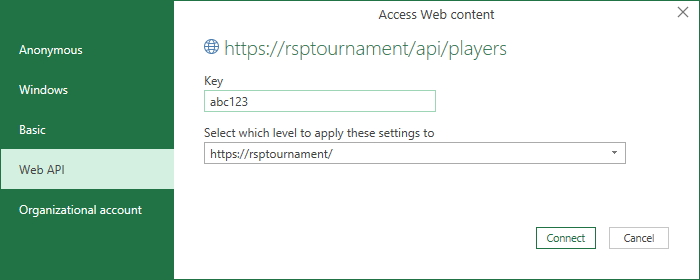 Access Web content
Anonymous
Windows
Basic
Web API
Organizational account
https://rsptournament/api/players
Key
abc123
Select which level to apply these settings to
https://rsptournament/
Connect
Cancel